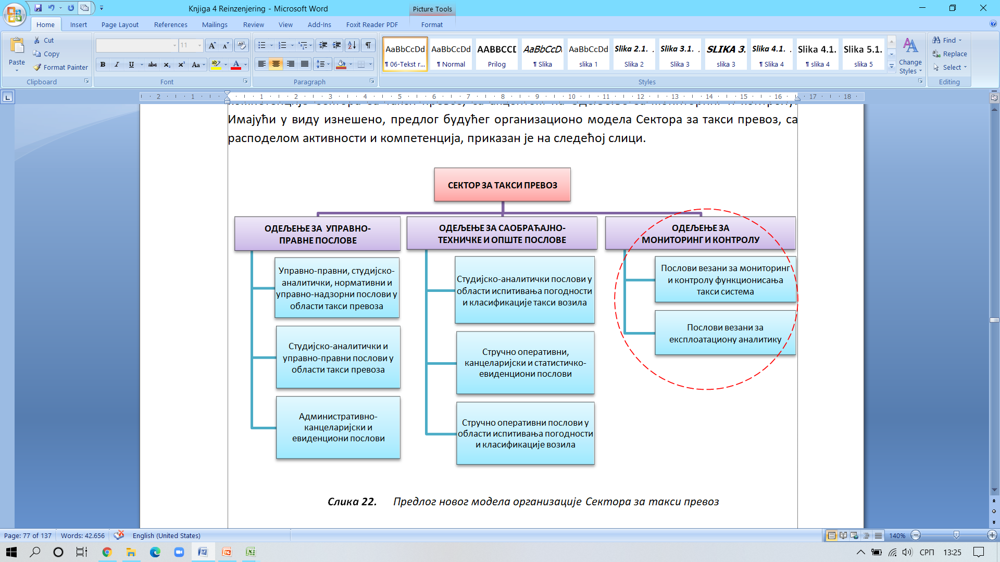 Knjiga 4 Reinzenjering - Microsoft Word
Picture Tools
Home
Insert
Page Layout
References
Mailings
Review
View
Add-Ins
Foxit Reader PDF
Format
Paste
Cut
Copy
Format Painter
Clipboard
11
B I U abc X₂ X² Aa
Font
Paragraph
AaBbCcDd
¶ 06-Tekst r...
AaBbCcDd
¶ Normal
AABBCCD
Prilog
AaBbCcD
¶ Slika
AaBbCcDd
slika 1
Slika 2.1.
Slika 2
Slika 3.1.
Slika 3
SLIKA 3.
slika 3
Slika 4.1.
¶ Slika 4
Slika 4.1.
¶ slika 4
Slika 5.1.
slika 5
Change
Styles
Styles
Find
Replace
Select
Editing
2 1 1 2 3 4 5 6 7 8 9 10 11 12 13 14 15 16 17 18
Имајући у виду изнешено, предлог будућег организационо модела Сектора за такси превоз, са
расподелом активности и компетенција, приказан је на следећој слици.
СЕКТОР ЗА ТАКСИ ПРЕВОЗ
ОДЕЉЕЊЕ ЗА УПРАВНО-
ПРАВНЕ ПОСЛОВЕ
Управно-правни, студијско-
аналитички, нормативни и
управно-надзорни послови у
области такси превоза
Студијско-аналитички и
управно-правни послови у
области такси превоза
Административно-
канцеларијски и
евиденциони послови
ОДЕЉЕЊЕ ЗА САОБРАЋАЈНО-
ТЕХНИЧКЕ И ОПШТЕ ПОСЛОВЕ
Студијско-аналитички послови у
области испитивања погодности
и класификације такси возила
Стручно оперативни,
канцеларијски и статистичко-
евиденциони послови
Стручно оперативни послови у
области испитивања погодности
и класификације возила
ОДЕЉЕЊЕ ЗА
МОНИТОРИНГ И КОНТРОЛУ
Послови везани за мониторинг
и контролу функционисања
такси система
Послови везани за
експлоатациону аналитику
Слика 22. Предлог новог модела организације Сектора за такси превоз
Page: 77 of 137
Words: 42.656
English (United States)
140%
СРП
13:25